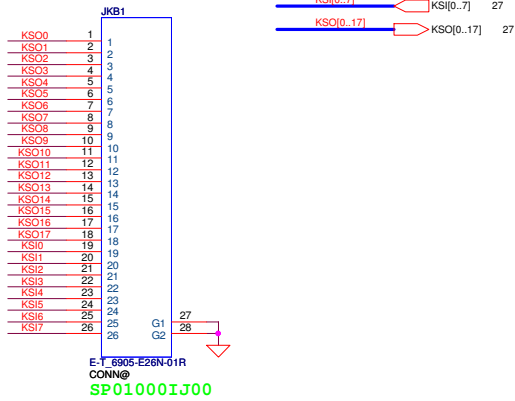 JKB1
KSI[0..7]
KSI[0..7] 27
KSO[0..17]
KSO[0..17] 27
KSO0 1 1
KSO1 2 2
KSO2 3 3
KSO3 4 4
KSO4 5 5
KSO5 6 6
KSO6 7 7
KSO7 8 8
KSO8 9 9
KSO9 10 10
KSO10 11 11
KSO11 12 12
KSO12 13 13
KSO13 14 14
KSO14 15 15
KSO15 16 16
KSO16 17 17
KSO17 18 18
KSI0 19 19
KSI1 20 20
KSI2 21 21
KSI3 22 22
KSI4 23 23
KSI5 24 24
KSI6 25 25 G1 27
KSI7 26 26 G2 28
E-T_6905-E26N-01R
CONN@
SP01000IJ00